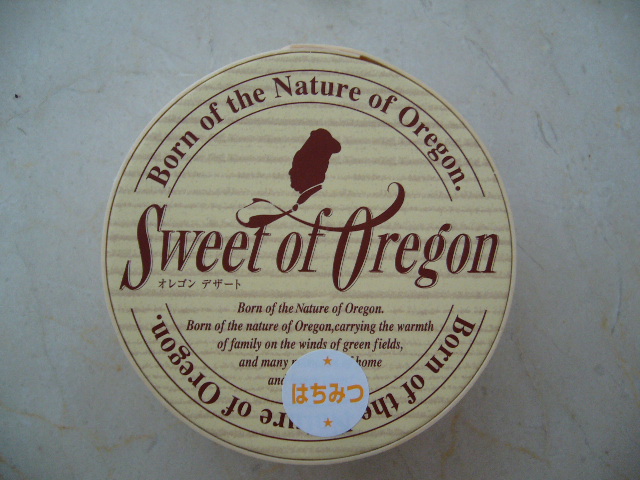 Born of the Nature of Oregon.
Sweet of Oregon
オレゴン デザート
Born of the Nature of Oregon.
Born of the nature of Oregon,carrying the warmth
of family on the winds of green fields,
and many home
and
はちみつ
Born of the ure of Oregon.